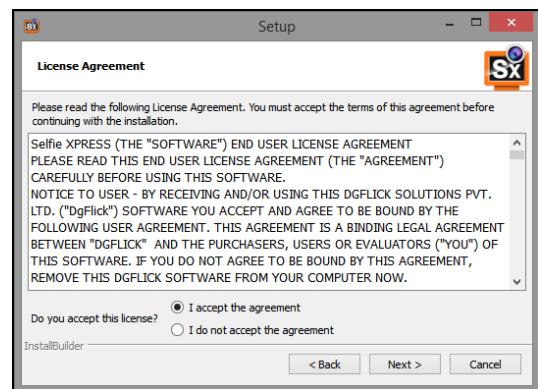 Setup
License Agreement
Sx
Please read the following License Agreement. You must accept the terms of this agreement before
continuing with the installation.
Selfie XPRESS (THE "SOFTWARE") END USER LICENSE AGREEMENT
PLEASE READ THIS END USER LICENSE AGREEMENT (THE "AGREEMENT")
CAREFULLY BEFORE USING THIS SOFTWARE.
NOTICE TO USER - BY RECEIVING AND/OR USING THIS DGFLICK SOLUTIONS PVT.
LTD. ("DgFlick") SOFTWARE YOU ACCEPT AND AGREE TO BE BOUND BY THE
FOLLOWING USER AGREEMENT. THIS AGREEMENT IS A BINDING LEGAL AGREEMENT
BETWEEN "DGFLICK"  AND THE PURCHASERS, USERS OR EVALUATORS ("YOU") OF
THIS SOFTWARE. IF YOU DO NOT AGREE TO BE BOUND BY THIS AGREEMENT,
REMOVE THIS DGFLICK SOFTWARE FROM YOUR COMPUTER NOW.
Do you accept this license?
I accept the agreement
I do not accept the agreement
InstallBuilder
< Back
Next >
Cancel